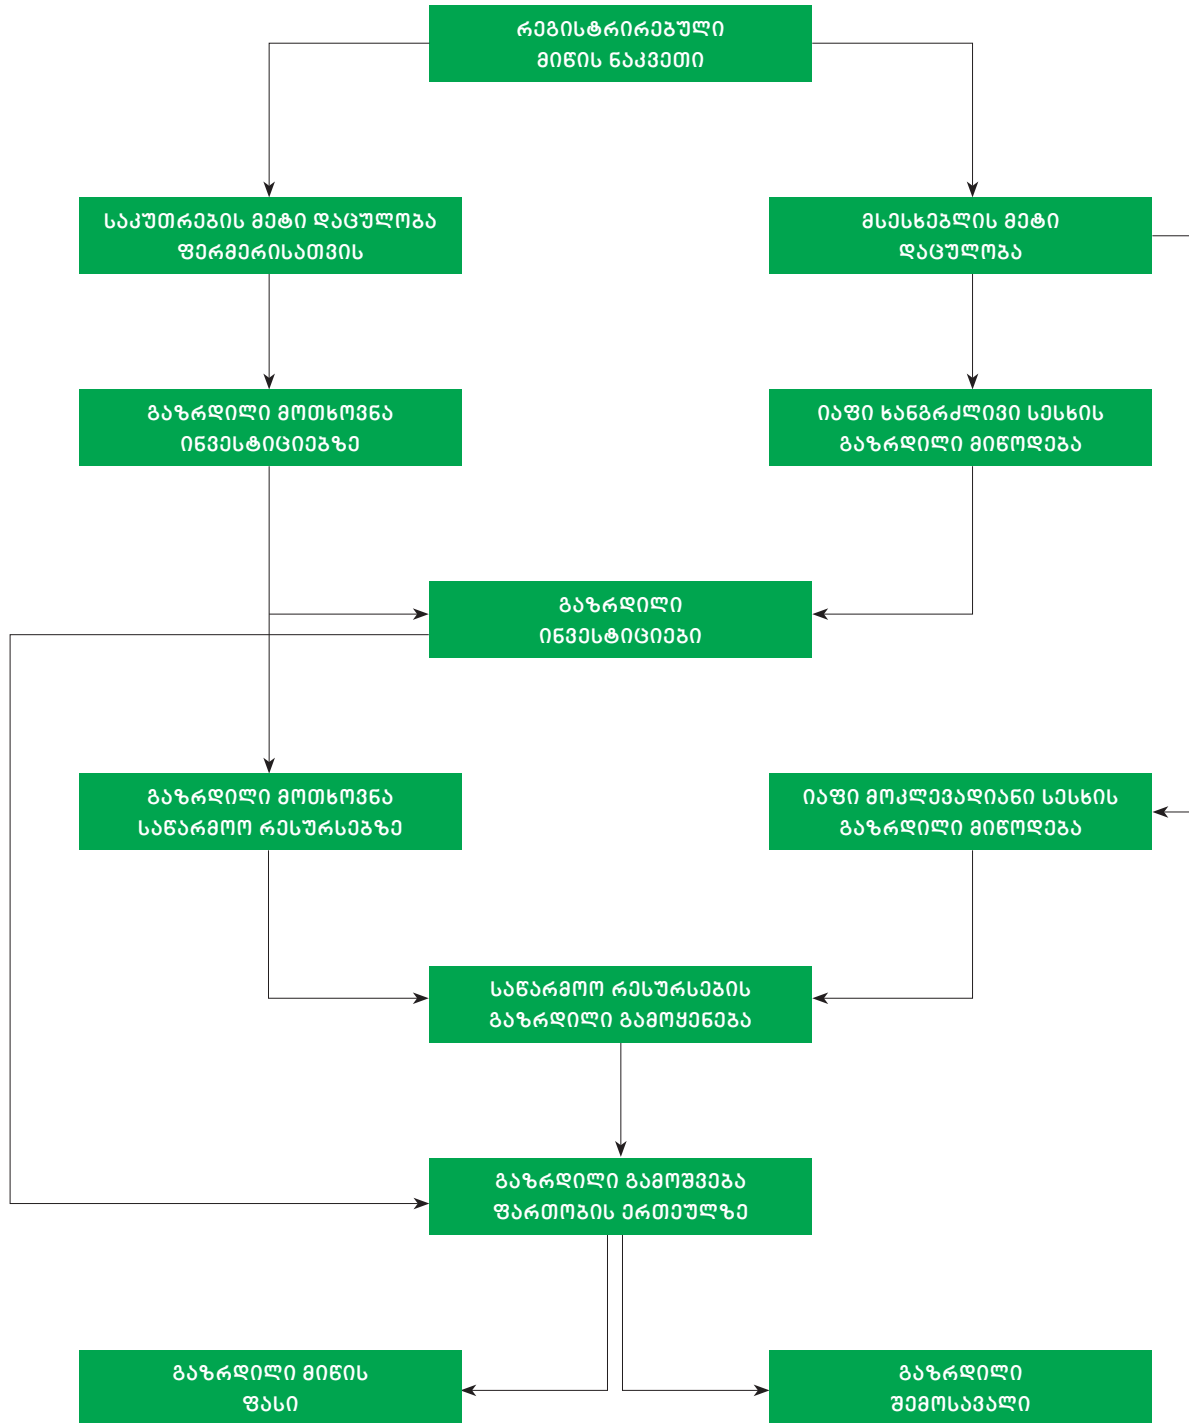 რეგისტრირებული
მიწის ნაკვეთი
საკუთრების მეტი დაცულობა
ფერმერისათვის
მსესხებლის მეტი
დაცულობა
გაზრდილი მოთხოვნა
ინვესტიციებზე
იაფი ხანგრძლივი სესხის
გაზრდილი მიწოდება
გაზრდილი
ინვესტიციები
გაზრდილი მოთხოვნა
საწარმოო რესურსებზე
იაფი მოკლევადიანი სესხის
გაზრდილი მიწოდება
საწარმოო რესურსების
გაზრდილი გამოყენება
გაზრდილი გამოშვება
ფართობის ერთეულზე
გაზრდილი მიწის
ფასი
გაზრდილი
შემოსავალი